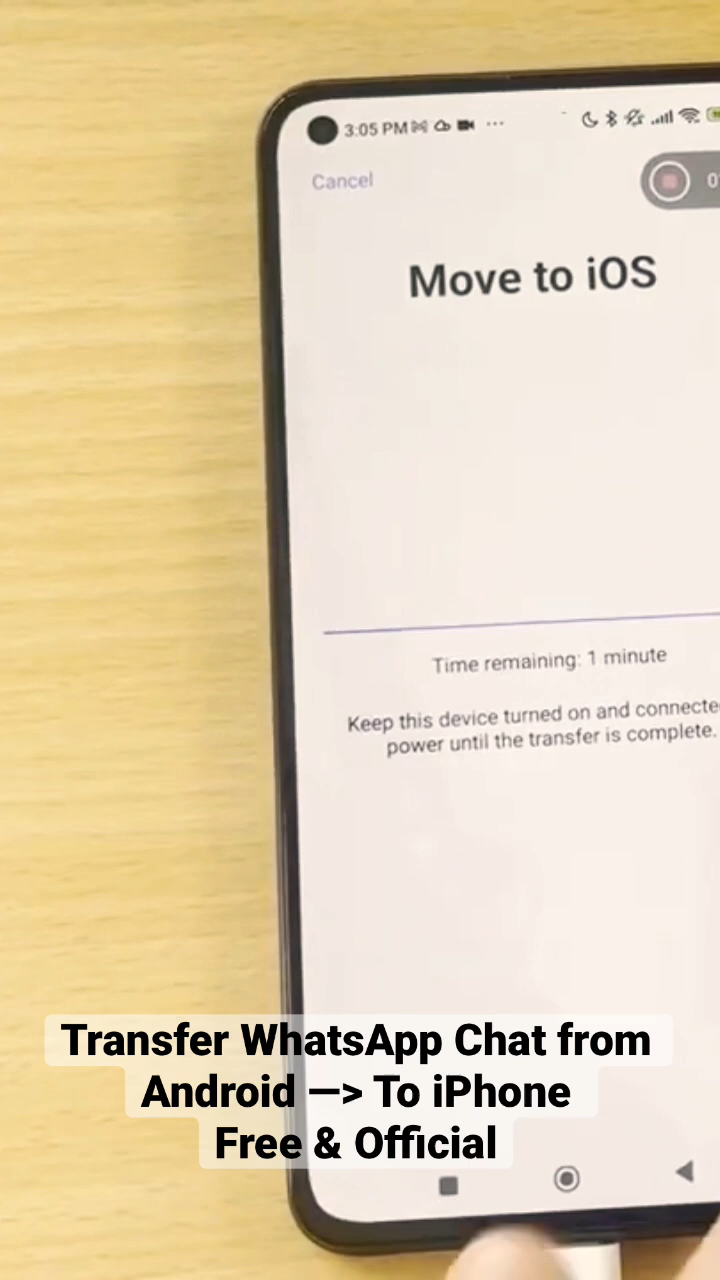 3:05 PM
Cancel
Move to iOS
Time remaining: 1 minute
Keep this device turned on and
power until the transfer is complete.
Transfer WhatsApp Chat from
Android —> To iPhone
Free & Official